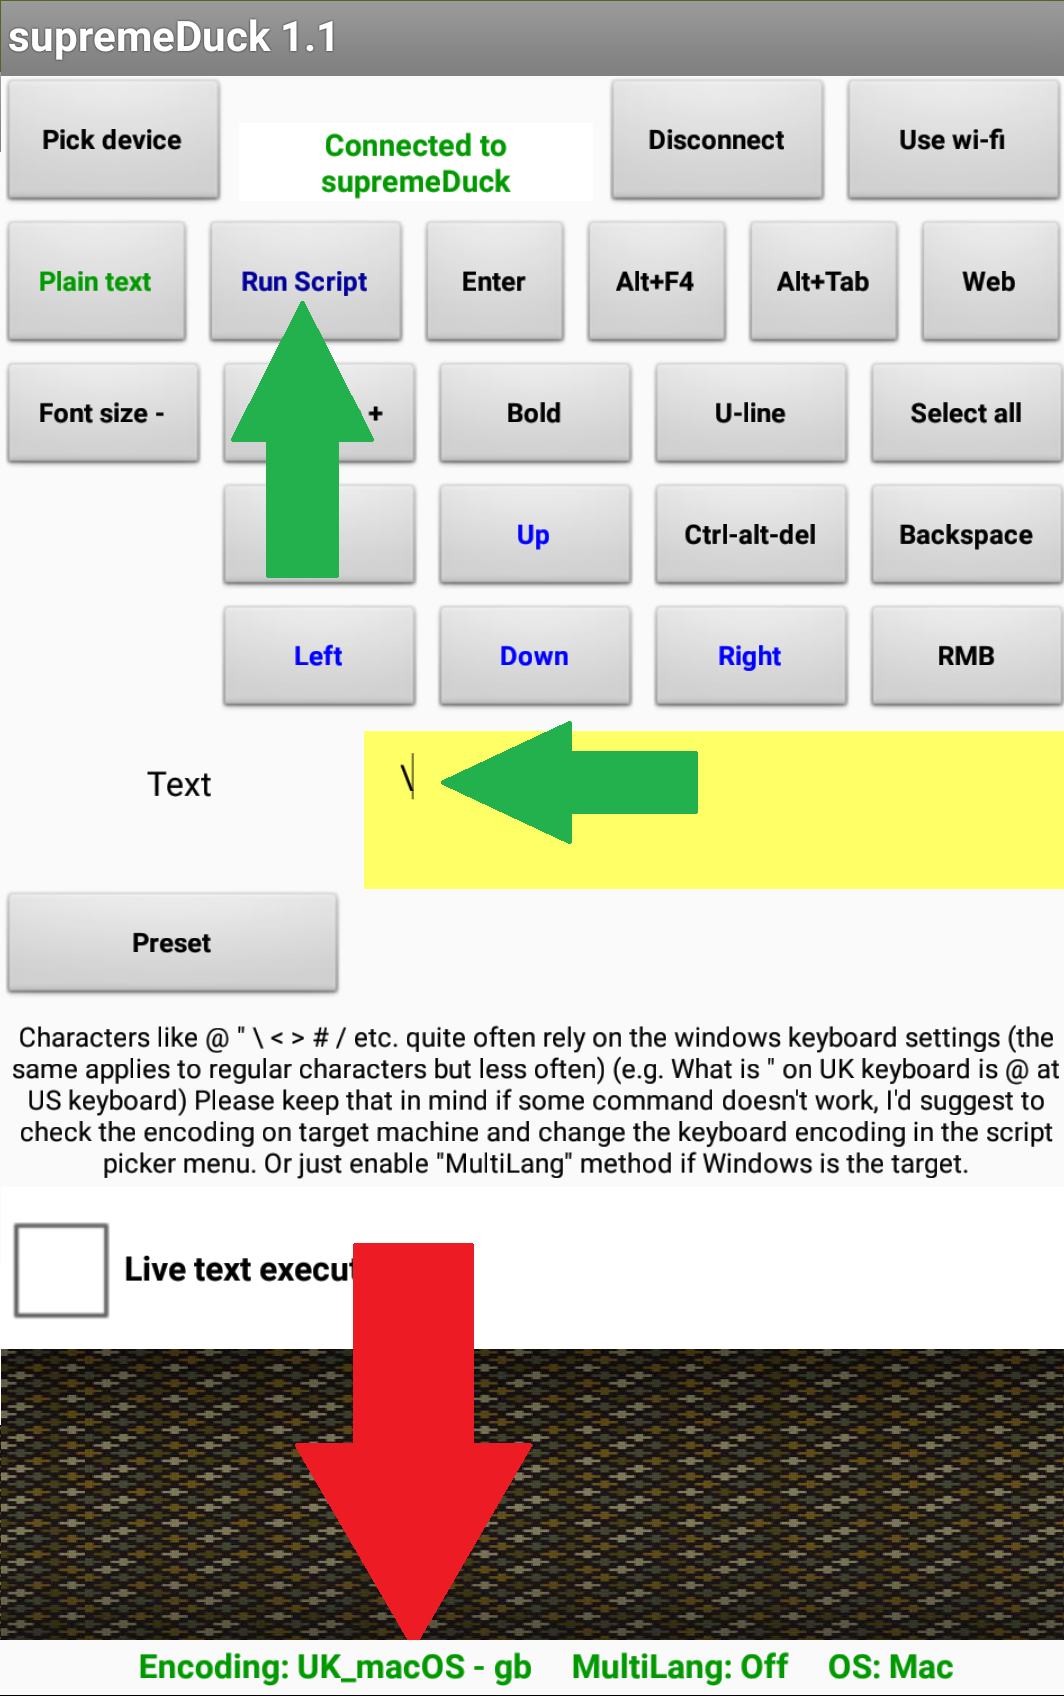 supremeDuck 1.1
Pick device
Connected to
supremeDuck
Disconnect
Use wi-fi
Plain text
Run Script
Enter
Alt+F4
Alt+Tab
Web
Font size -
+
Bold
U-line
Select all
Up
Ctrl-alt-del
Backspace
Left
Down
Right
RMB
Text
\
Preset
Characters like @ " \ < > # / etc. quite often rely on the windows keyboard settings (the
same applies to regular characters but less often) (e.g. What is " on UK keyboard is @ at
US keyboard) Please keep that in mind if some command doesn't work, I'd suggest to
check the encoding on target machine and change the keyboard encoding in the script
picker menu. Or just enable "MultiLang" method if Windows is the target.
Live text
Encoding: UK_macOS - gb MultiLang: Off OS: Mac